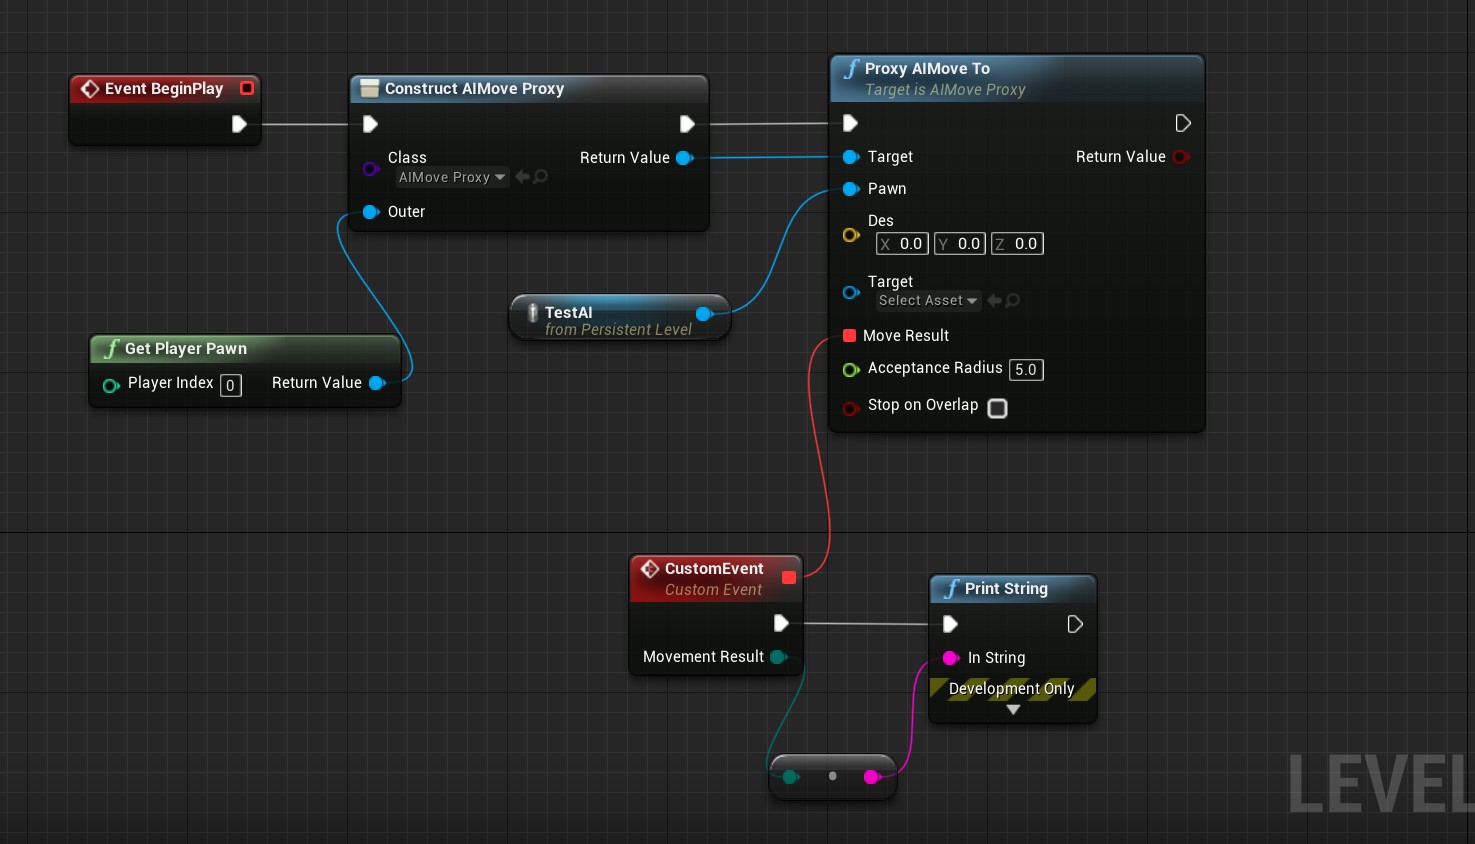 Event BeginPlay
Construct AIMove Proxy
Class
AIMove Proxy
Return Value
Outer
Get Player Pawn
Player Index 0 Return Value
TestAI
from Persistent Level
Proxy AIMove To
Target is AIMove Proxy
Target
Return Value
Pawn
Des
X 0.0 Y 0.0 Z 0.0
Target
Select Asset
Move Result
Acceptance Radius 5.0
Stop on Overlap
CustomEvent
Custom Event
Movement Result
Print String
In String
Development Only
LEVEL